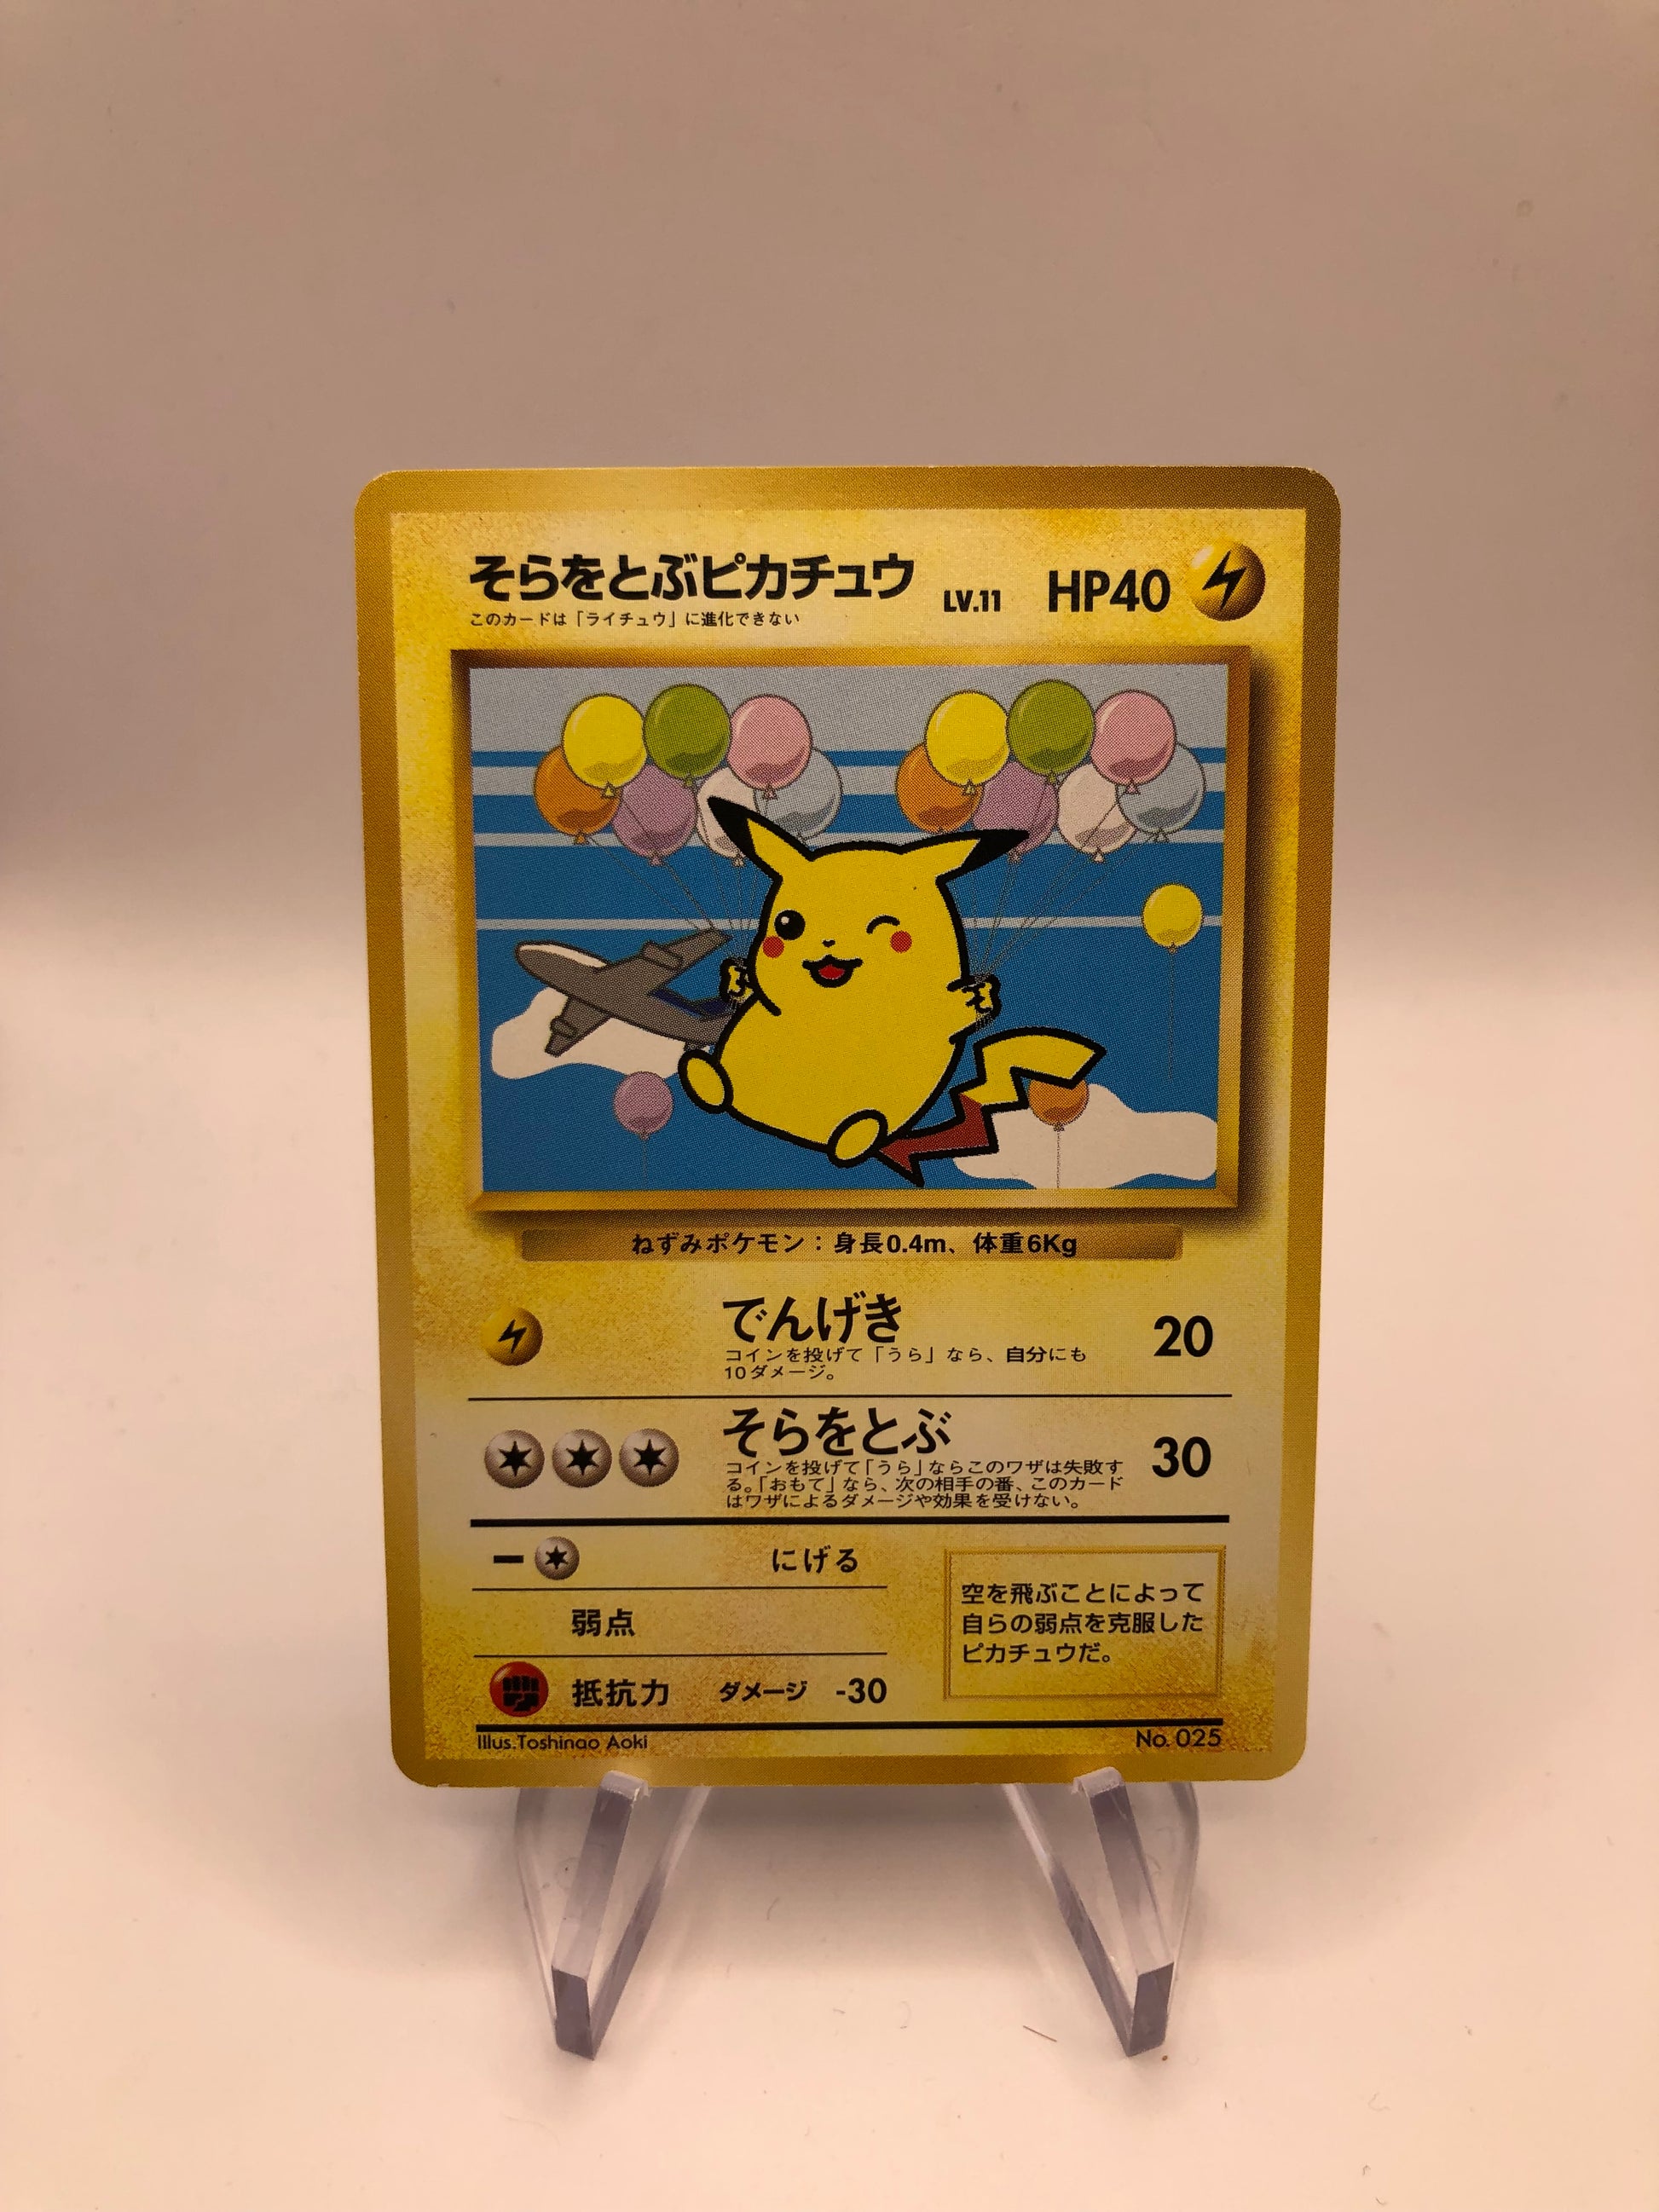 そらをとぶピカチュウ LV.11 HP40
このカードは「ライチュウ」に進化できない
ねずみポケモン：身長0.4m、体重6Kg
でんげき 20
コインを投げて「うら」なら、自分にも
10ダメージ。
そらをとぶ 30
コインを投げて「うら」ならこのワザは失敗す
る。「おもて」なら、次の相手の番、このカード
はワザによるダメージや効果を受けない。
にげる
弱点
抵抗力 ダメージ -30
空を飛ぶことによって
自らの弱点を克服した
ピカチュウだ。
Illus.Toshinao Aoki No. 025